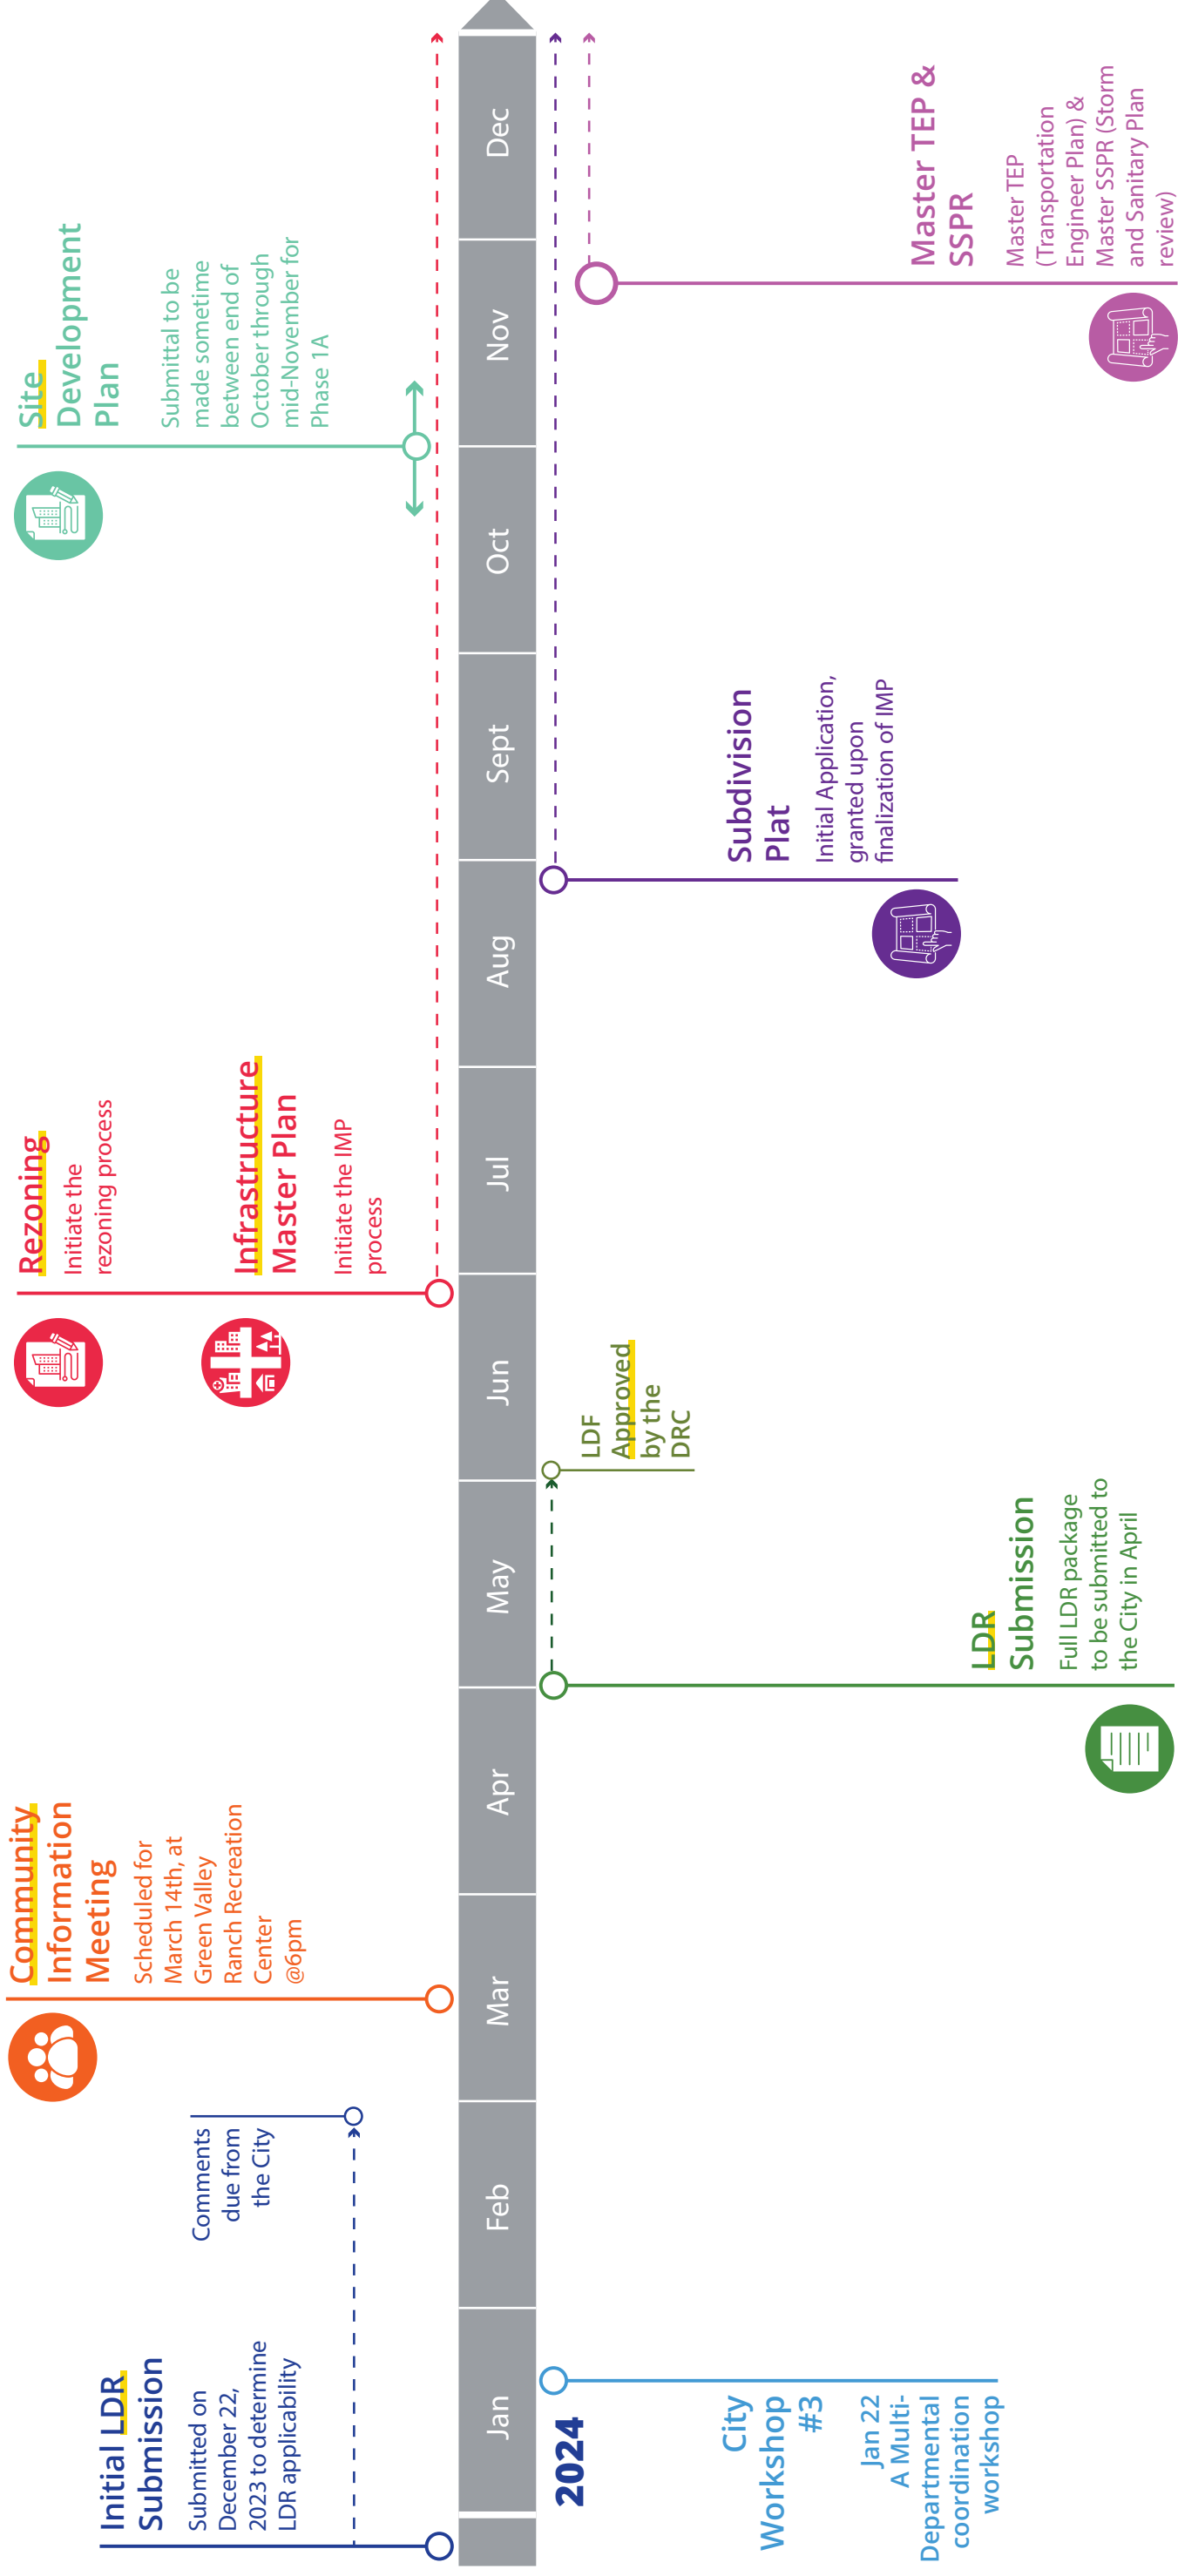 Initial LDR
Submission
Submitted on
December 22,
2023 to determine
LDR applicability
Comments
due from
the City
Community
Information
Meeting
Scheduled for
March 14th, at
Green Valley
Ranch Recreation
Center
@6pm
Rezoning
Initiate the
rezoning process
Infrastructure
Master Plan
Initiate the IMP
process
Site
Development
Plan
Submittal to be
made sometime
between end of
October through
mid-November for
Phase 1A
Jan
Feb
Mar
Apr
May
Jun
Jul
Aug
Sept
Oct
Nov
Dec
2024
City
Workshop
#3
Jan 22
A Multi-
Departmental
coordination
workshop
LDR
Submission
Full LDR package
to be submitted to
the City in April
LDF
Approved
by the
DRC
Subdivision
Plat
Initial Application,
granted upon
finalization of IMP
Master TEP &
SSPR
Master TEP
(Transportation
Engineer Plan) &
Master SSPR (Storm
and Sanitary Plan
review)